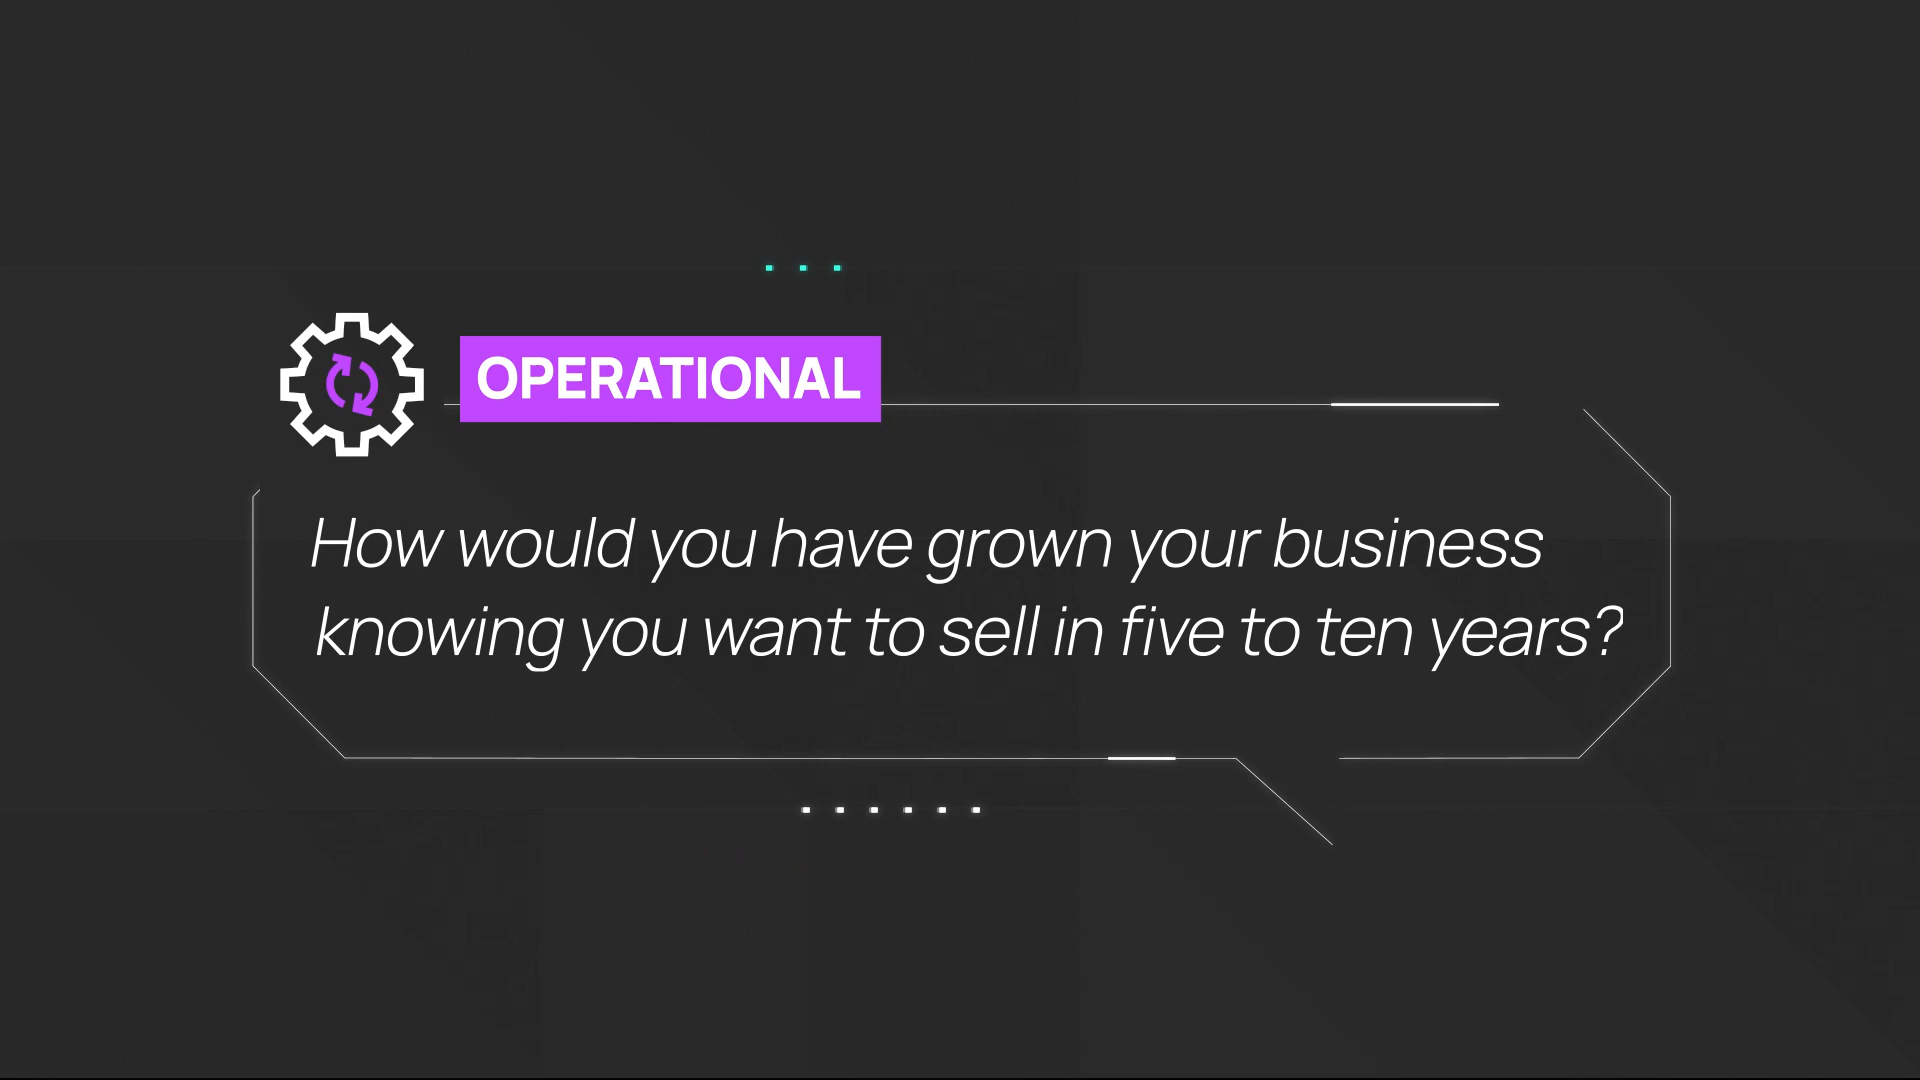 OPERATIONAL
How would you have grown your business
knowing you want to sell in five to ten years?